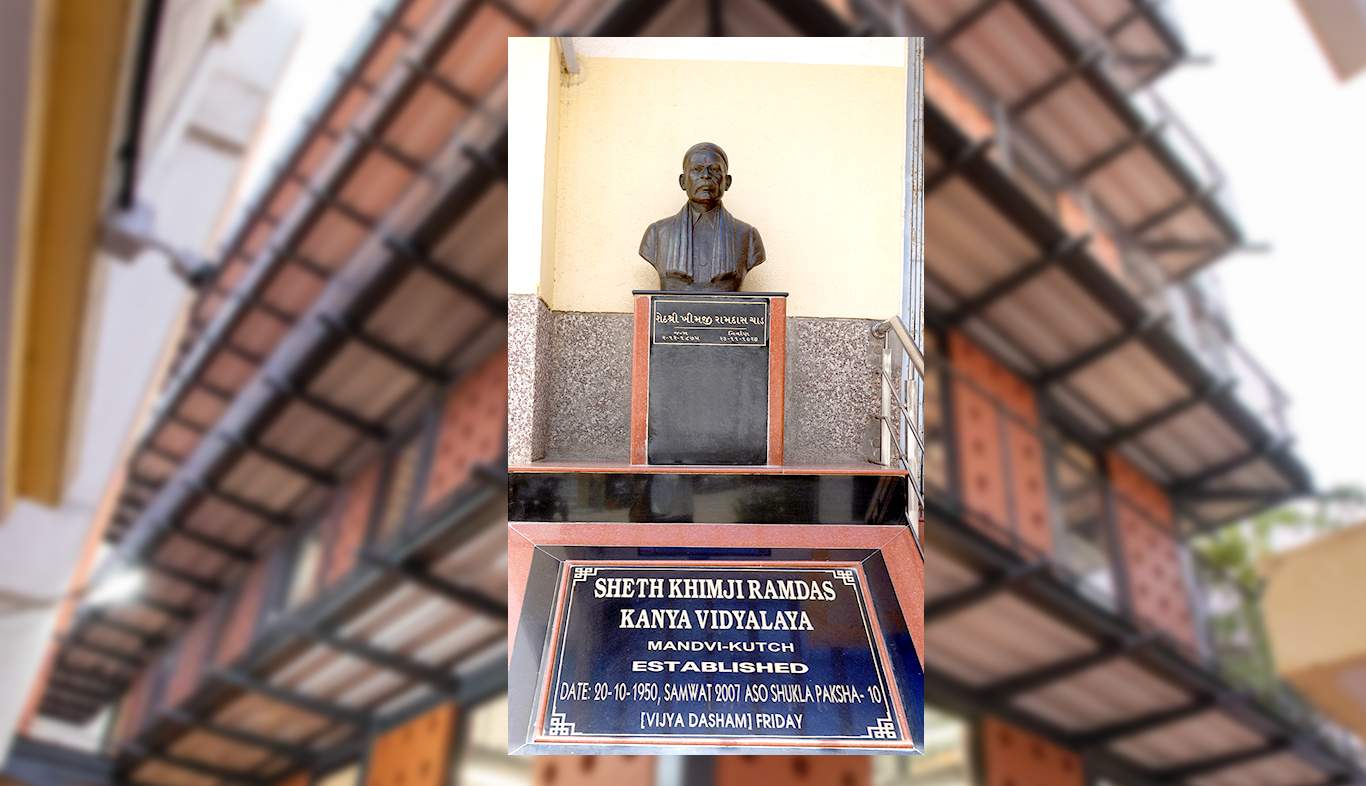 શેઠશ્રી ખીમજી રામદાસ
જન્મ નિર્વાણ
SHETH KHIMJI RAMDAS
KANYA VIDYALAYA
MANDVI-KUTCH
ESTABLISHED
DATE: 20-10-1950, SAMWAT 2007 ASO SHUKLA PAKSHA- 10
[VIJYA DASHAM] FRIDAY